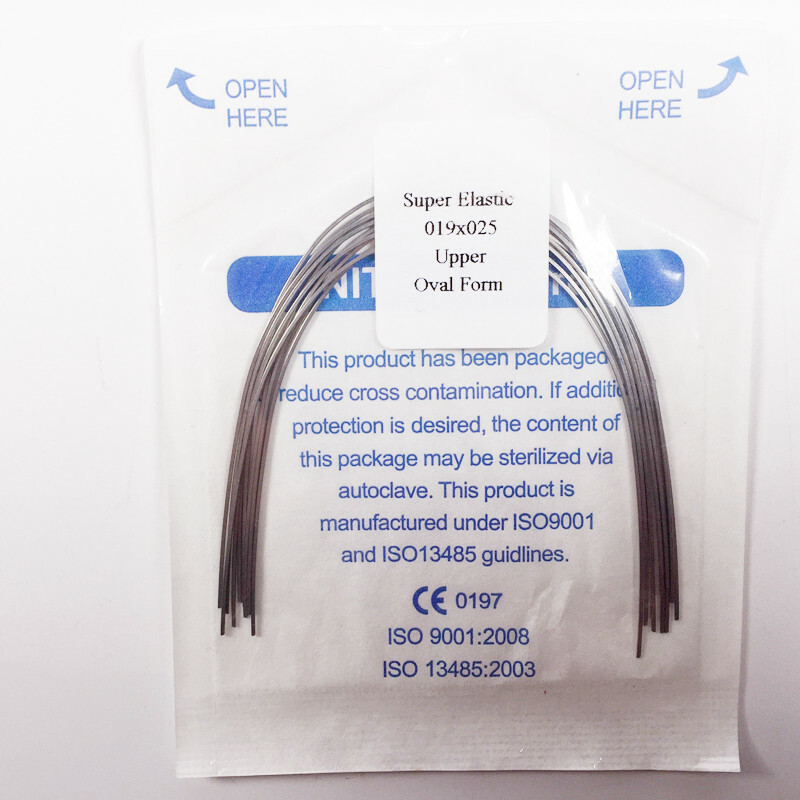 OPEN
HERE
OPEN
HERE
Super Elastic
019x025
Upper
Oval Form
This product has been packaged
reduce cross contamination. If
protection is desired, the content of
this package may be sterilized via
autoclave. This product is
manufactured under ISO9001
and ISO13485 guidlines.
CE 0197
ISO 9001:2008
ISO 13485:2003